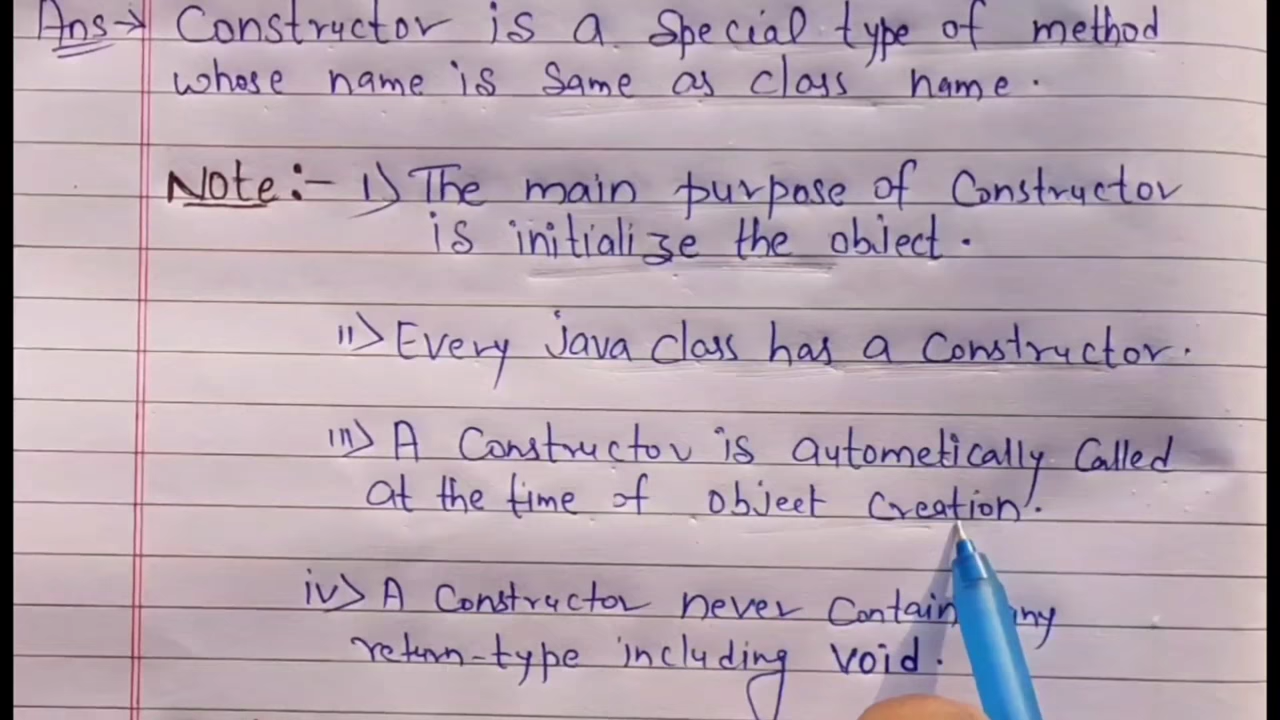 Ans→ Constructor is a special type of method
whose name is same as class name.
Note:- i) The main purpose of Constructor
is initialize the object.
ii) Every java class has a constructor.
iii) A Constructor is autometically called
at the time of object creation.
iv) A Constructor never contain any
return-type including void.